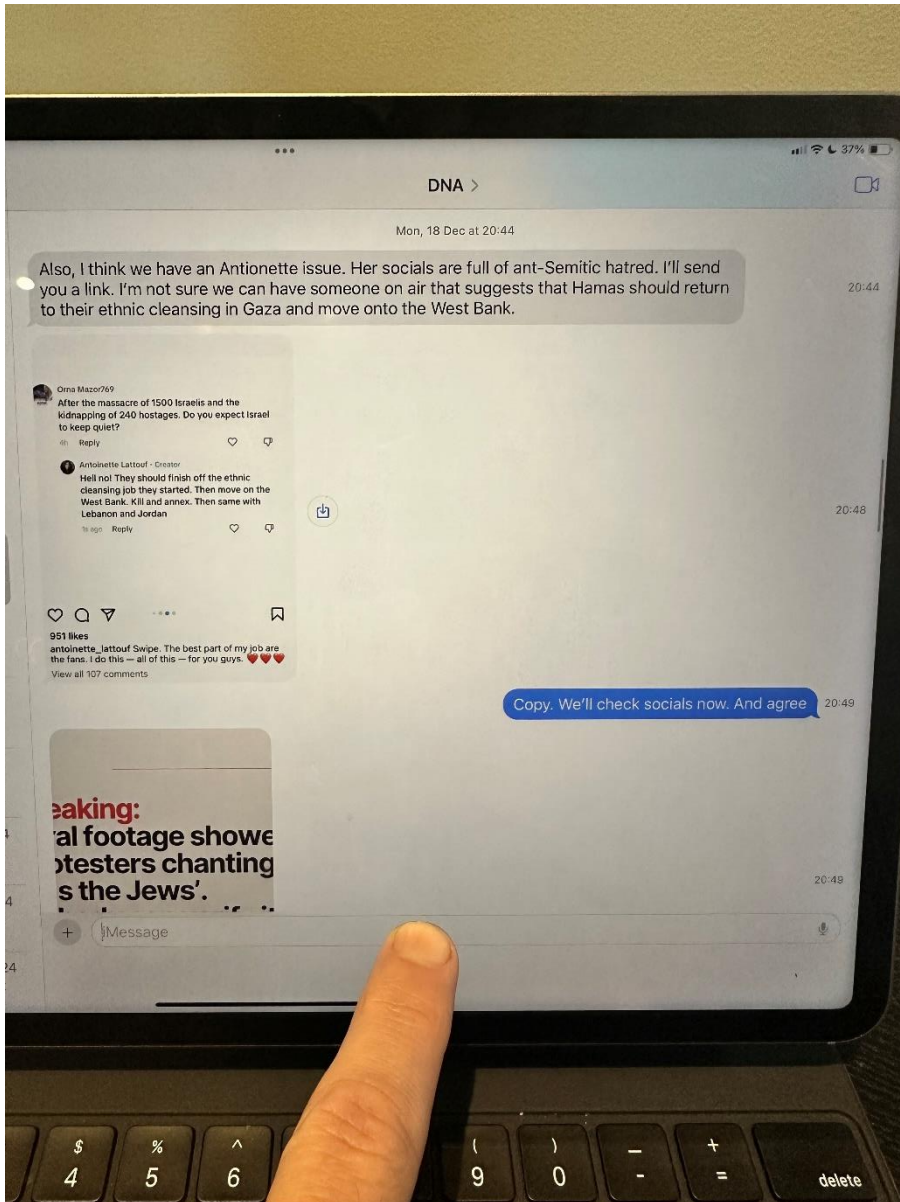 37%
DNA >
Mon, 18 Dec at 20:44
Also, I think we have an Antionette issue. Her socials are full of ant-Semitic hatred. I'll send
you a link. I'm not sure we can have someone on air that suggests that Hamas should return
to their ethnic cleansing in Gaza and move onto the West Bank.
20:44
Orna Mazor769
After the massacre of 1500 Israelis and the
kidnapping of 240 hostages. Do you expect Israel
to keep quiet?
4h Reply
Antoinette Lattouf · Creator
Hell no! They should finish off the ethnic
cleansing job they started. Then move on the
West Bank. Kill and annex. Then same with
Lebanon and Jordan
ago Reply
20:48
951 likes
antoinette_lattouf Swipe. The best part of my job are
the fans. I do this — all of this — for you guys.
View all 107 comments
Copy. We'll check socials now. And agree
20:49
eaking:
al footage showe
otesters chanting
s the Jews'.
20:49
4
+
iMessage
24
$ % ^ ( ) — +
4 5 6 9 0 - = delete